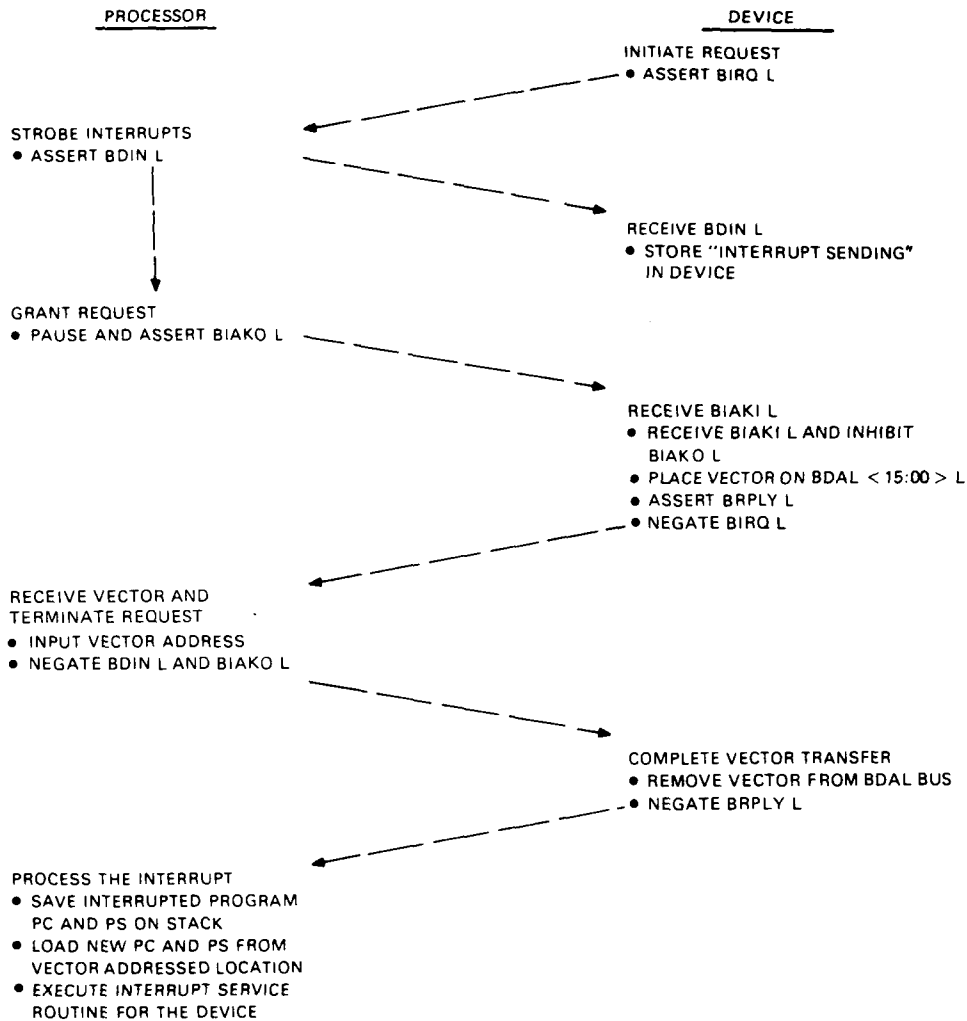 PROCESSOR
DEVICE
INITIATE REQUEST
• ASSERT BIRQ L
STROBE INTERRUPTS
• ASSERT BDIN L
RECEIVE BDIN L
• STORE "INTERRUPT SENDING"
IN DEVICE
GRANT REQUEST
• PAUSE AND ASSERT BIAKO L
RECEIVE BIAKI L
• RECEIVE BIAKI L AND INHIBIT
BIAKO L
• PLACE VECTOR ON BDAL < 15:00 > L
• ASSERT BRPLY L
• NEGATE BIRQ L
RECEIVE VECTOR AND
TERMINATE REQUEST
• INPUT VECTOR ADDRESS
• NEGATE BDIN L AND BIAKO L
COMPLETE VECTOR TRANSFER
• REMOVE VECTOR FROM BDAL BUS
• NEGATE BRPLY L
PROCESS THE INTERRUPT
• SAVE INTERRUPTED PROGRAM
PC AND PS ON STACK
• LOAD NEW PC AND PS FROM
VECTOR ADDRESSED LOCATION
• EXECUTE INTERRUPT SERVICE
ROUTINE FOR THE DEVICE